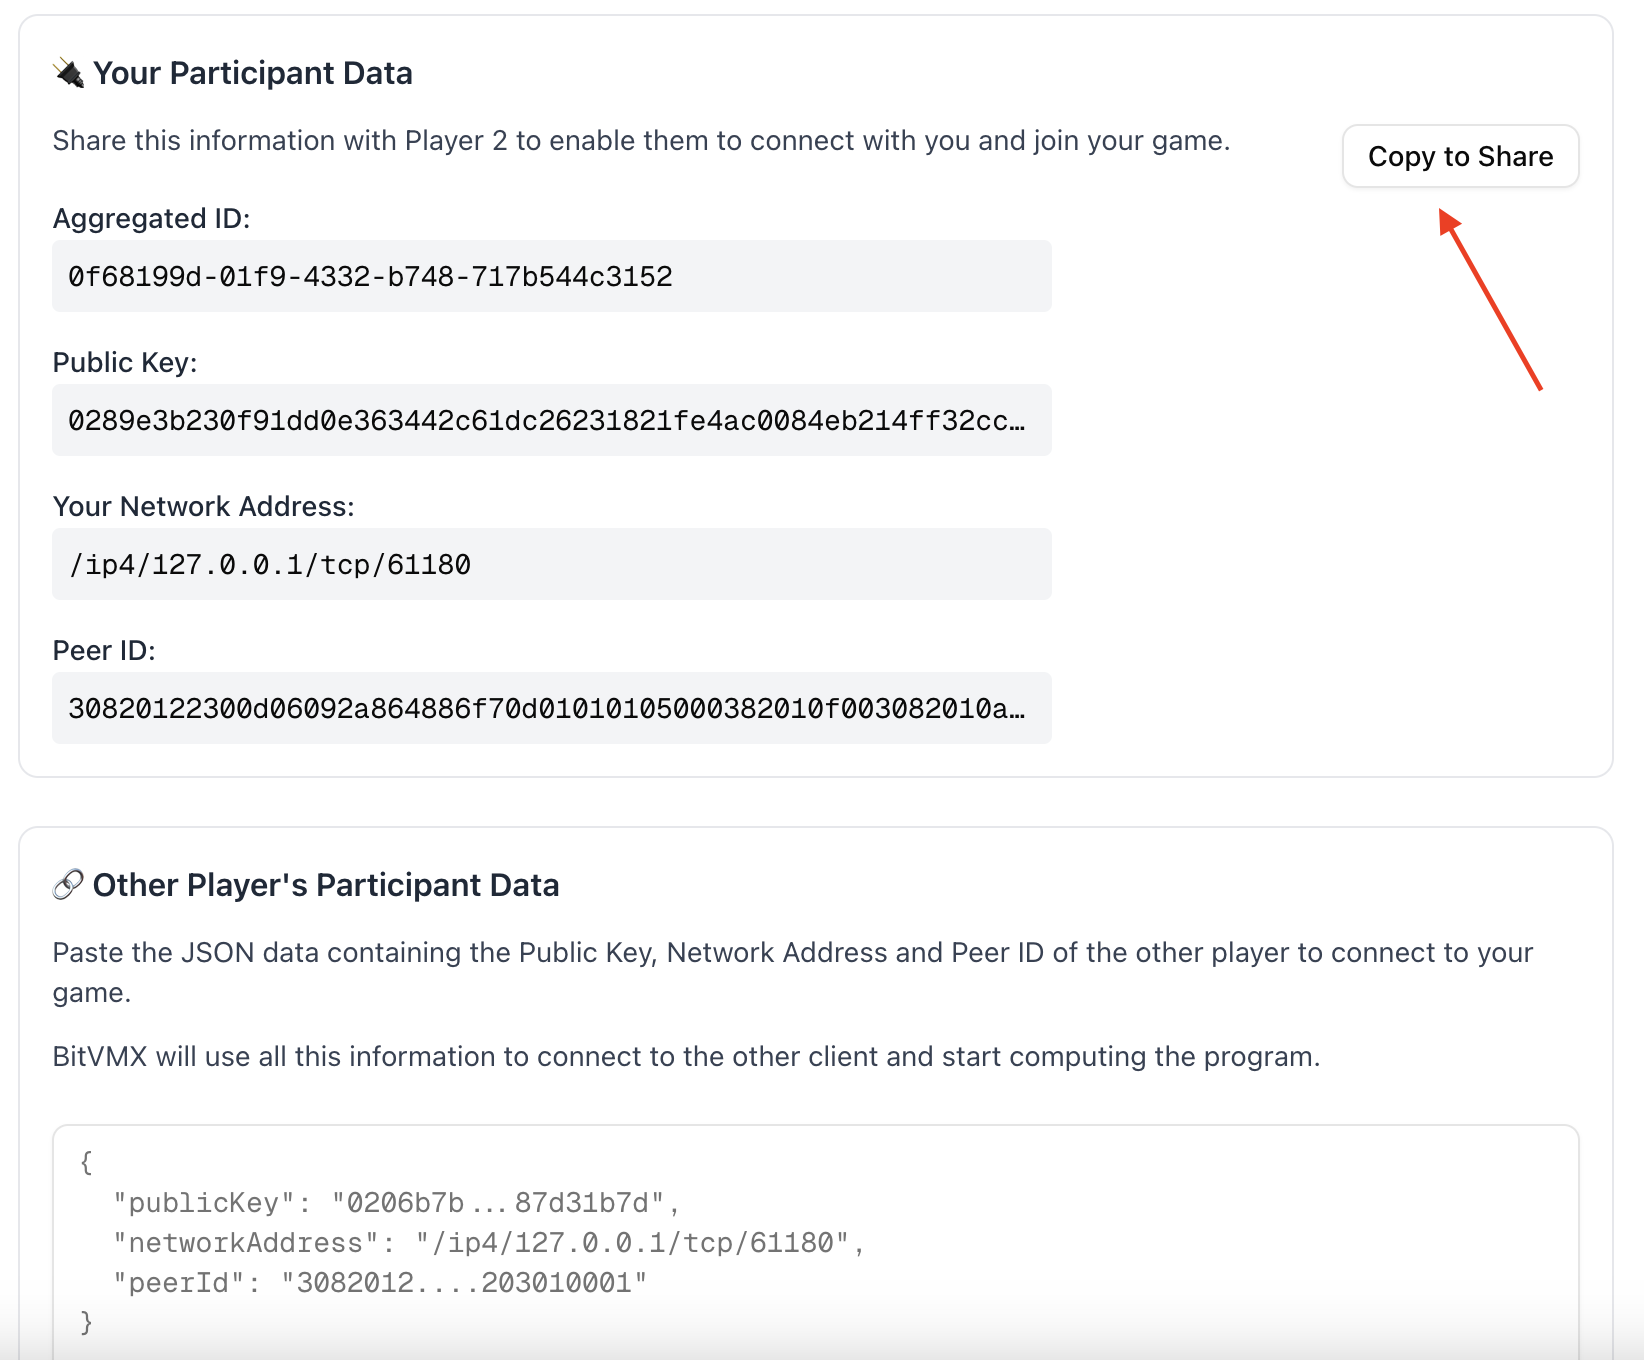 Your Participant Data
Share this information with Player 2 to enable them to connect with you and join your game.
Copy to Share
Aggregated ID:
0f68199d-01f9-4332-b748-717b544c3152
Public Key:
0289e3b230f91dd0e363442c61dc26231821fe4ac0084eb214ff32cc…
Your Network Address:
/ip4/127.0.0.1/tcp/61180
Peer ID:
30820122300d06092a864886f70d01010105000382010f003082010a…
Other Player's Participant Data
Paste the JSON data containing the Public Key, Network Address and Peer ID of the other player to connect to your
game.
BitVMX will use all this information to connect to the other client and start computing the program.
{
"publicKey": "0206b7b...87d31b7d",
"networkAddress": "/ip4/127.0.0.1/tcp/61180",
"peerId": "3082012....203010001"
}